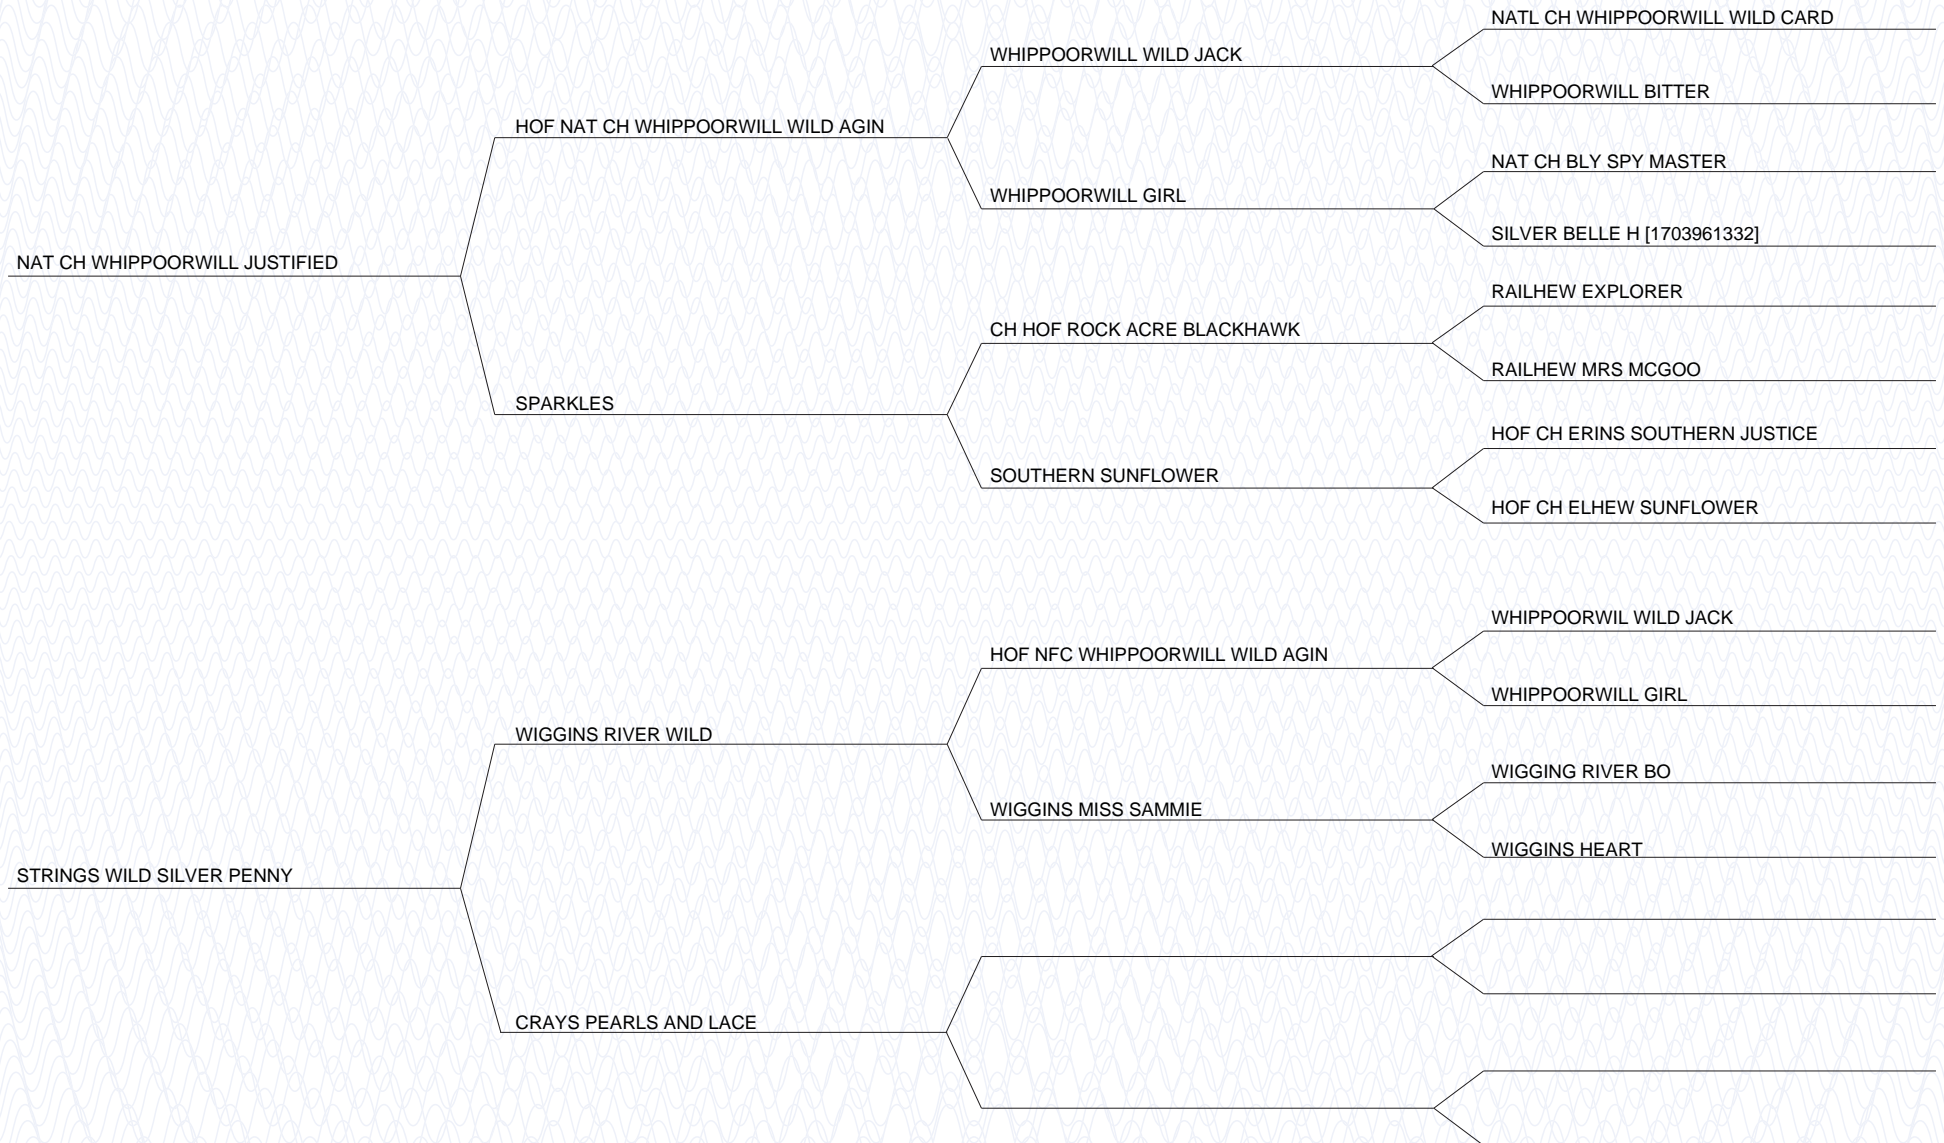 NATL CH WHIPPOORWILL WILD CARD
WHIPPOORWILL WILD JACK
WHIPPOORWILL BITTER
HOF NAT CH WHIPPOORWILL WILD AGIN
NAT CH BLY SPY MASTER
WHIPPOORWILL GIRL
SILVER BELLE H [1703961332]
NAT CH WHIPPOORWILL JUSTIFIED
RAILHEW EXPLORER
CH HOF ROCK ACRE BLACKHAWK
RAILHEW MRS MCGOO
SPARKLES
HOF CH ERINS SOUTHERN JUSTICE
SOUTHERN SUNFLOWER
HOF CH ELHEW SUNFLOWER
WHIPPOORWIL WILD JACK
HOF NFC WHIPPOORWILL WILD AGIN
WHIPPOORWILL GIRL
WIGGINS RIVER WILD
WIGGING RIVER BO
WIGGINS MISS SAMMIE
WIGGINS HEART
STRINGS WILD SILVER PENNY
CRAYS PEARLS AND LACE